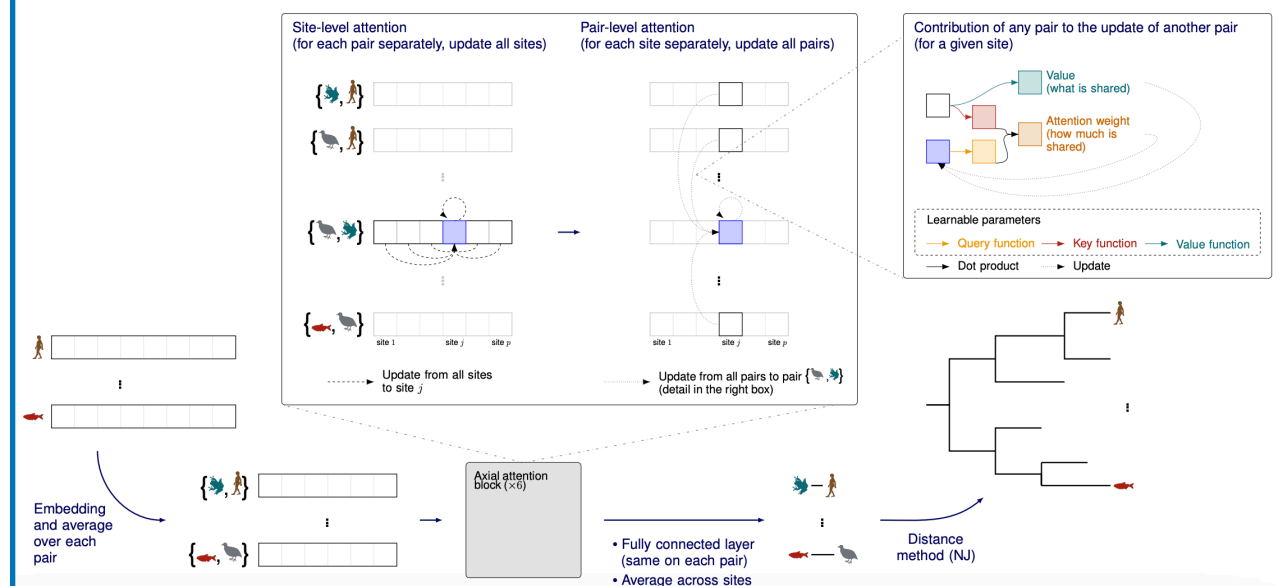 Site-level attention
(for each pair separately, update all sites)
Pair-level attention
(for each site separately, update all pairs)
{ , }
{ , }
⋮
{ , }
⋮
{ , }
site 1
site j
site p
site 1
site j
site p
⋮
⋮
Update from all sites
to site j
Update from all pairs to pair { , }
(detail in the right box)
Contribution of any pair to the update of another pair
(for a given site)
Value
(what is shared)
Attention weight
(how much is
shared)
Learnable parameters
Query function
Key function
Value function
Dot product
Update
⋮
Embedding
and average
over each
pair
{ , }
⋮
{ , }
Axial attention
block (×6)
• Fully connected layer
(same on each pair)
• Average across sites
⋮
Distance
method (NJ)
⋮